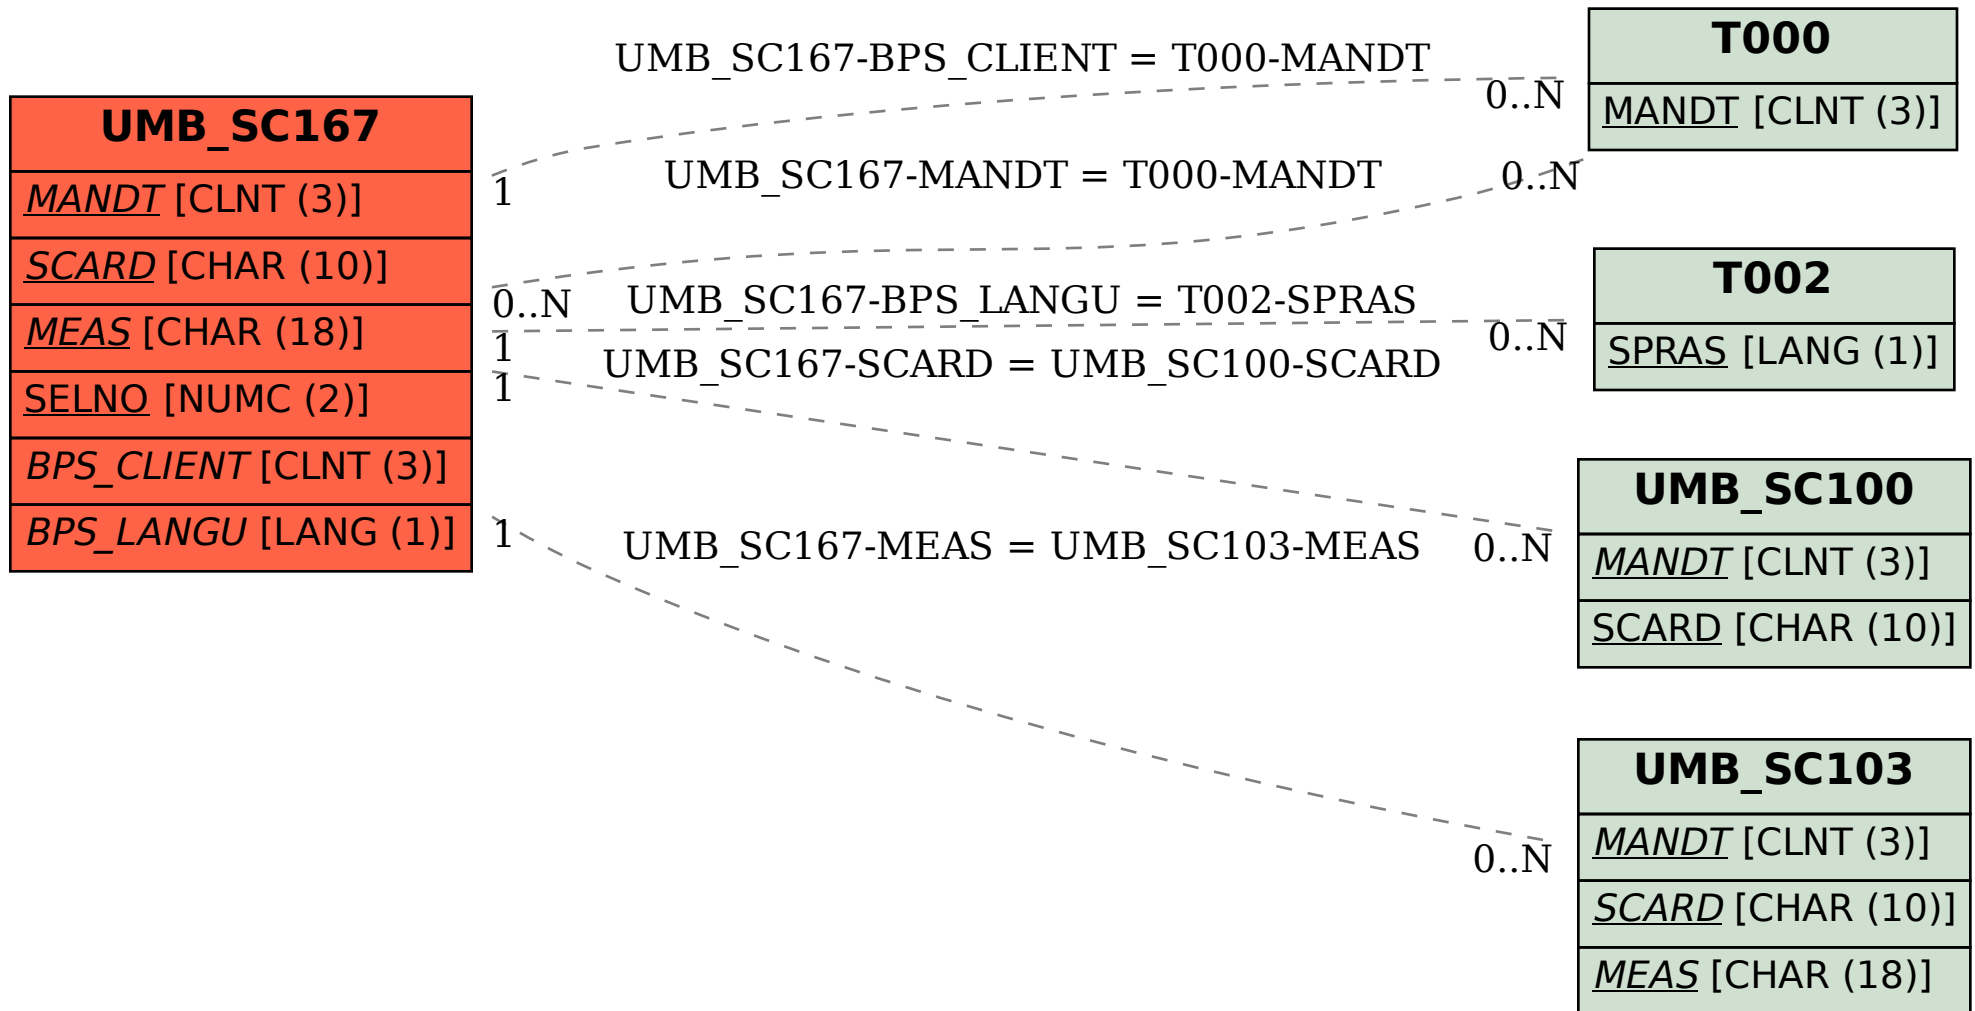 UMB_SC167
MANDT [CLNT (3)]
SCARD [CHAR (10)]
MEAS [CHAR (18)]
SELNO [NUMC (2)]
BPS_CLIENT [CLNT (3)]
BPS_LANGU [LANG (1)]
UMB_SC167-BPS_CLIENT = T000-MANDT
1
0..N
UMB_SC167-MANDT = T000-MANDT
0..N
0..N
UMB_SC167-BPS_LANGU = T002-SPRAS
1
0..N
UMB_SC167-SCARD = UMB_SC100-SCARD
1
0..N
UMB_SC167-MEAS = UMB_SC103-MEAS
1
0..N
T000
MANDT [CLNT (3)]
T002
SPRAS [LANG (1)]
UMB_SC100
MANDT [CLNT (3)]
SCARD [CHAR (10)]
UMB_SC103
MANDT [CLNT (3)]
SCARD [CHAR (10)]
MEAS [CHAR (18)]